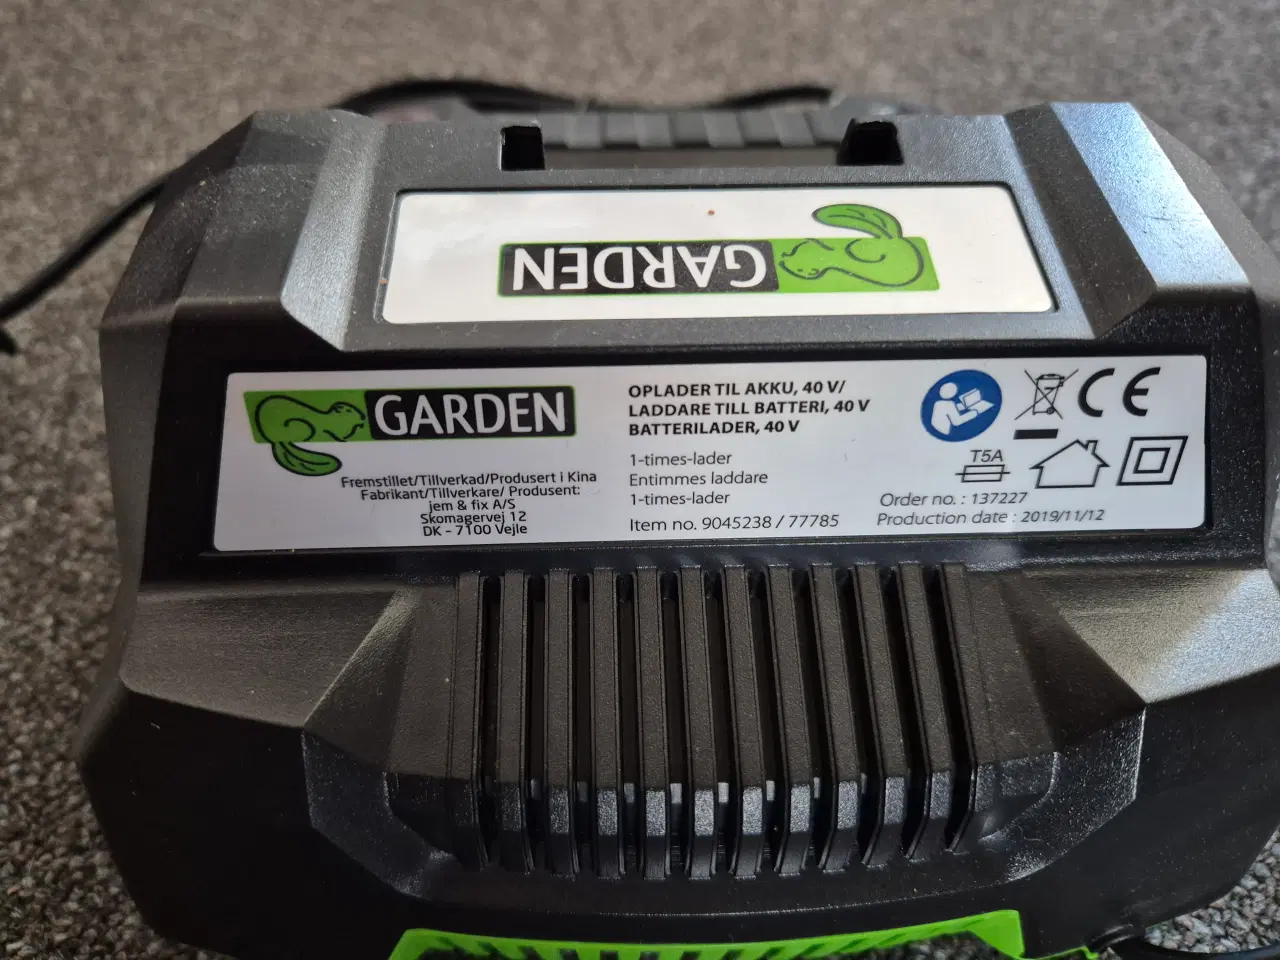 GARDEN
GARDEN
Fremstillet/Tillverkad/Produsert i Kina
Fabrikant/Tillverkare/ Produsent:
jem & fix A/S
Skomagervej 12
DK - 7100 Vejle
OPLADER TIL AKKU, 40 V/
LADDARE TILL BATTERI, 40 V
BATTERILADER, 40 V
1-times-lader
Entimmes laddare
1-times-lader
Item no. 9045238 / 77785
CE
T5A
Order no. : 137227
Production date : 2019/11/12